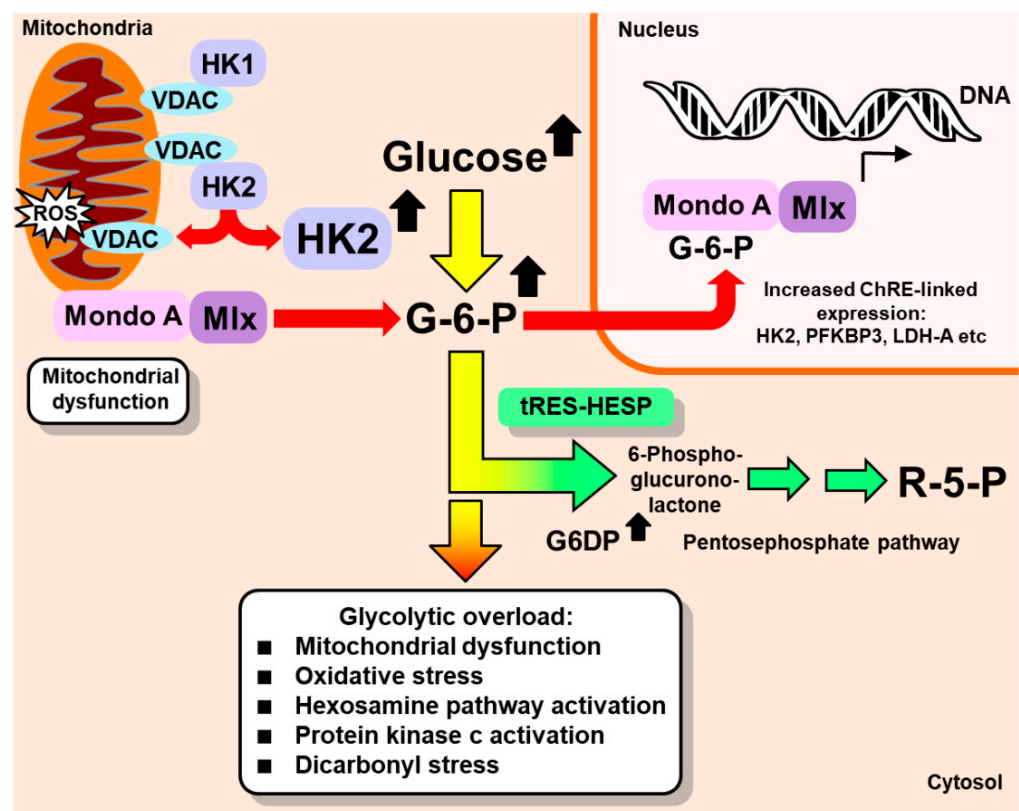 Mitochondria
HK1
VDAC
VDAC
HK2
ROS
VDAC
HK2
Glucose
Mondo A
Mlx
G-6-P
Mitochondrial
dysfunction
Nucleus
DNA
Mondo A
Mlx
G-6-P
Increased ChRE-linked
expression:
HK2, PFKBP3, LDH-A etc
tRES-HESP
6-Phospho-
glucurono-
lactone
R-5-P
G6DP
Pentosephosphate pathway
Glycolytic overload:
■ Mitochondrial dysfunction
■ Oxidative stress
■ Hexosamine pathway activation
■ Protein kinase c activation
■ Dicarbonyl stress
Cytosol